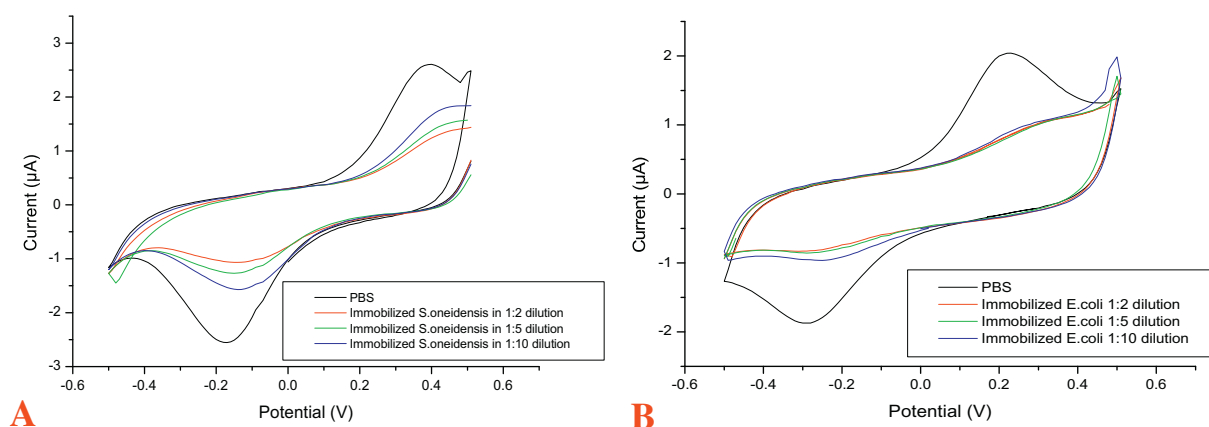 3
2
1
0
-1
-2
-3
Current (µA)
-0.6
-0.4
-0.2
0.0
0.2
0.4
0.6
Potential (V)
PBS
Immobilized S.oneidensis in 1:2 dilution
Immobilized S.oneidensis in 1:5 dilution
Immobilized S.oneidensis in 1:10 dilution
A
2
1
0
-1
-2
Current (µA)
-0.6
-0.4
-0.2
0.0
0.2
0.4
0.6
Potential (V)
PBS
Immobilized E.coli 1:2 dilution
Immobilized E.coli 1:5 dilution
Immobilized E.coli 1:10 dilution
B